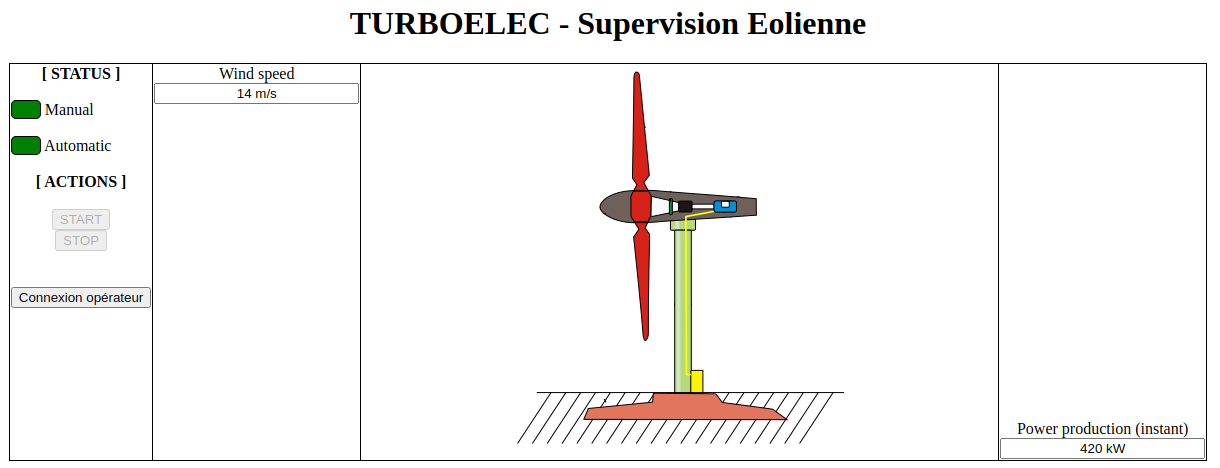 TURBOELEC - Supervision Eolienne
[ STATUS ]
Manual
Automatic
[ ACTIONS ]
START
STOP
Connexion opérateur
Wind speed
14 m/s
Power production (instant)
420 kW